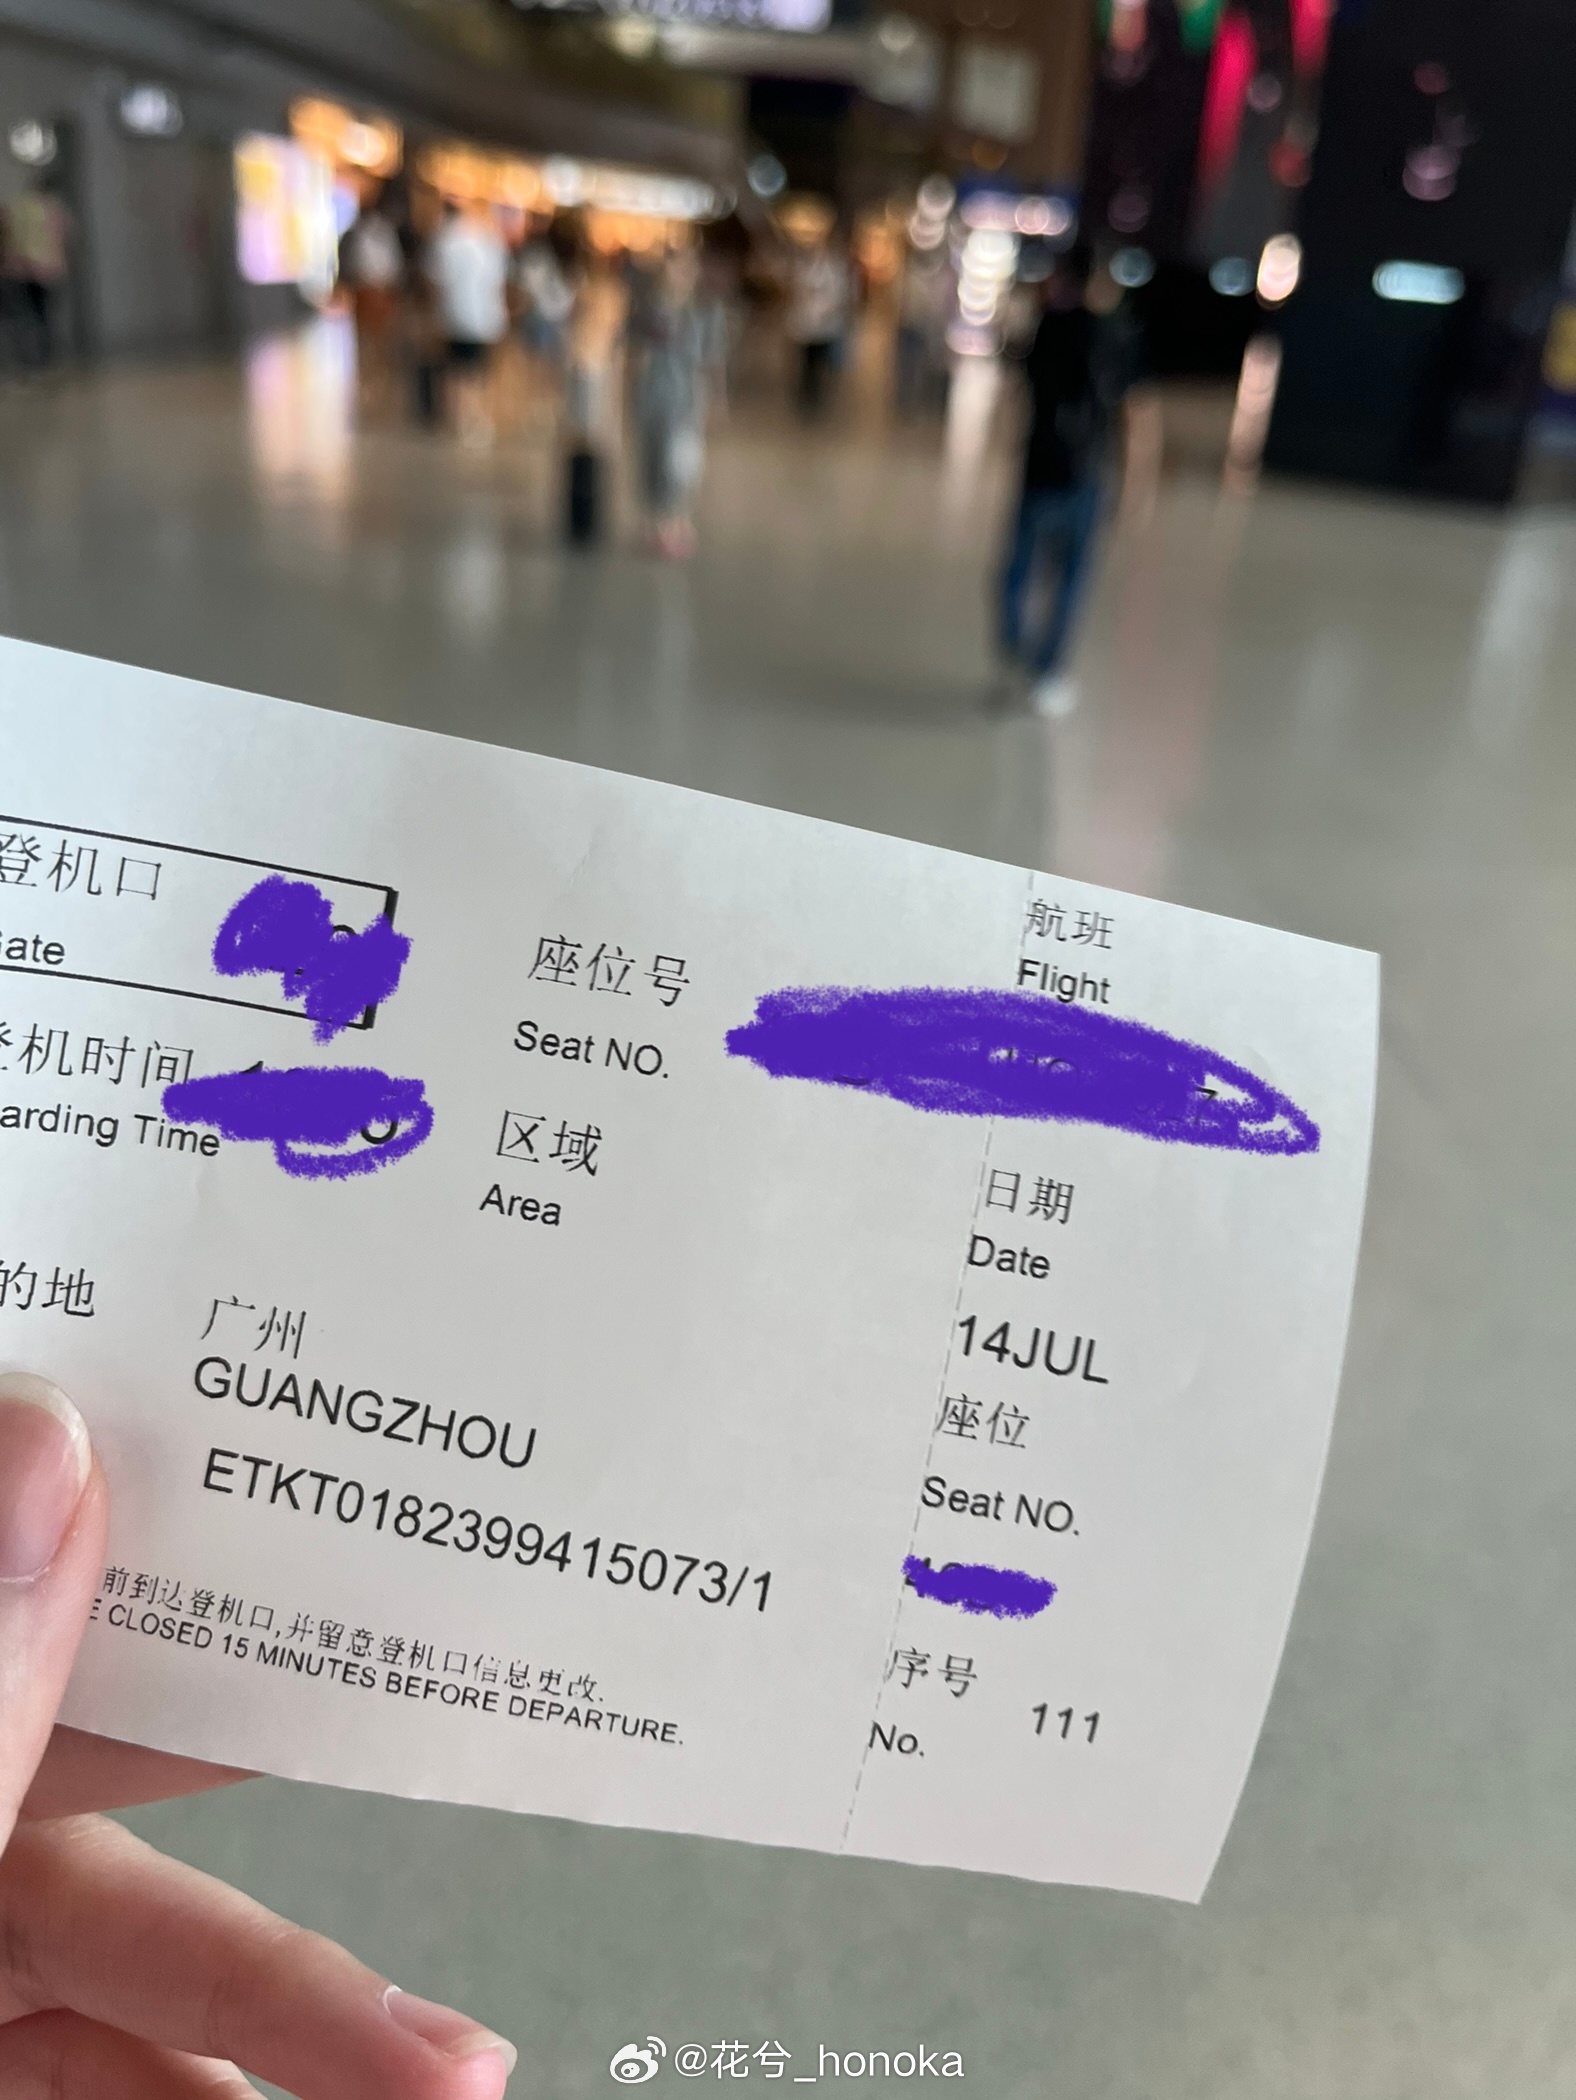 登机口
Gate
座位号
Seat NO.
机时间
arding Time
区域
Area
的地
广州
GUANGZHOU
ETKT0182399415073/1
前到达登机口,并留意登机口信息更改.
E CLOSED 15 MINUTES BEFORE DEPARTURE.
航班
Flight
日期
Date
14JUL
座位
Seat NO.
序号
No.
111
@花兮_honoka